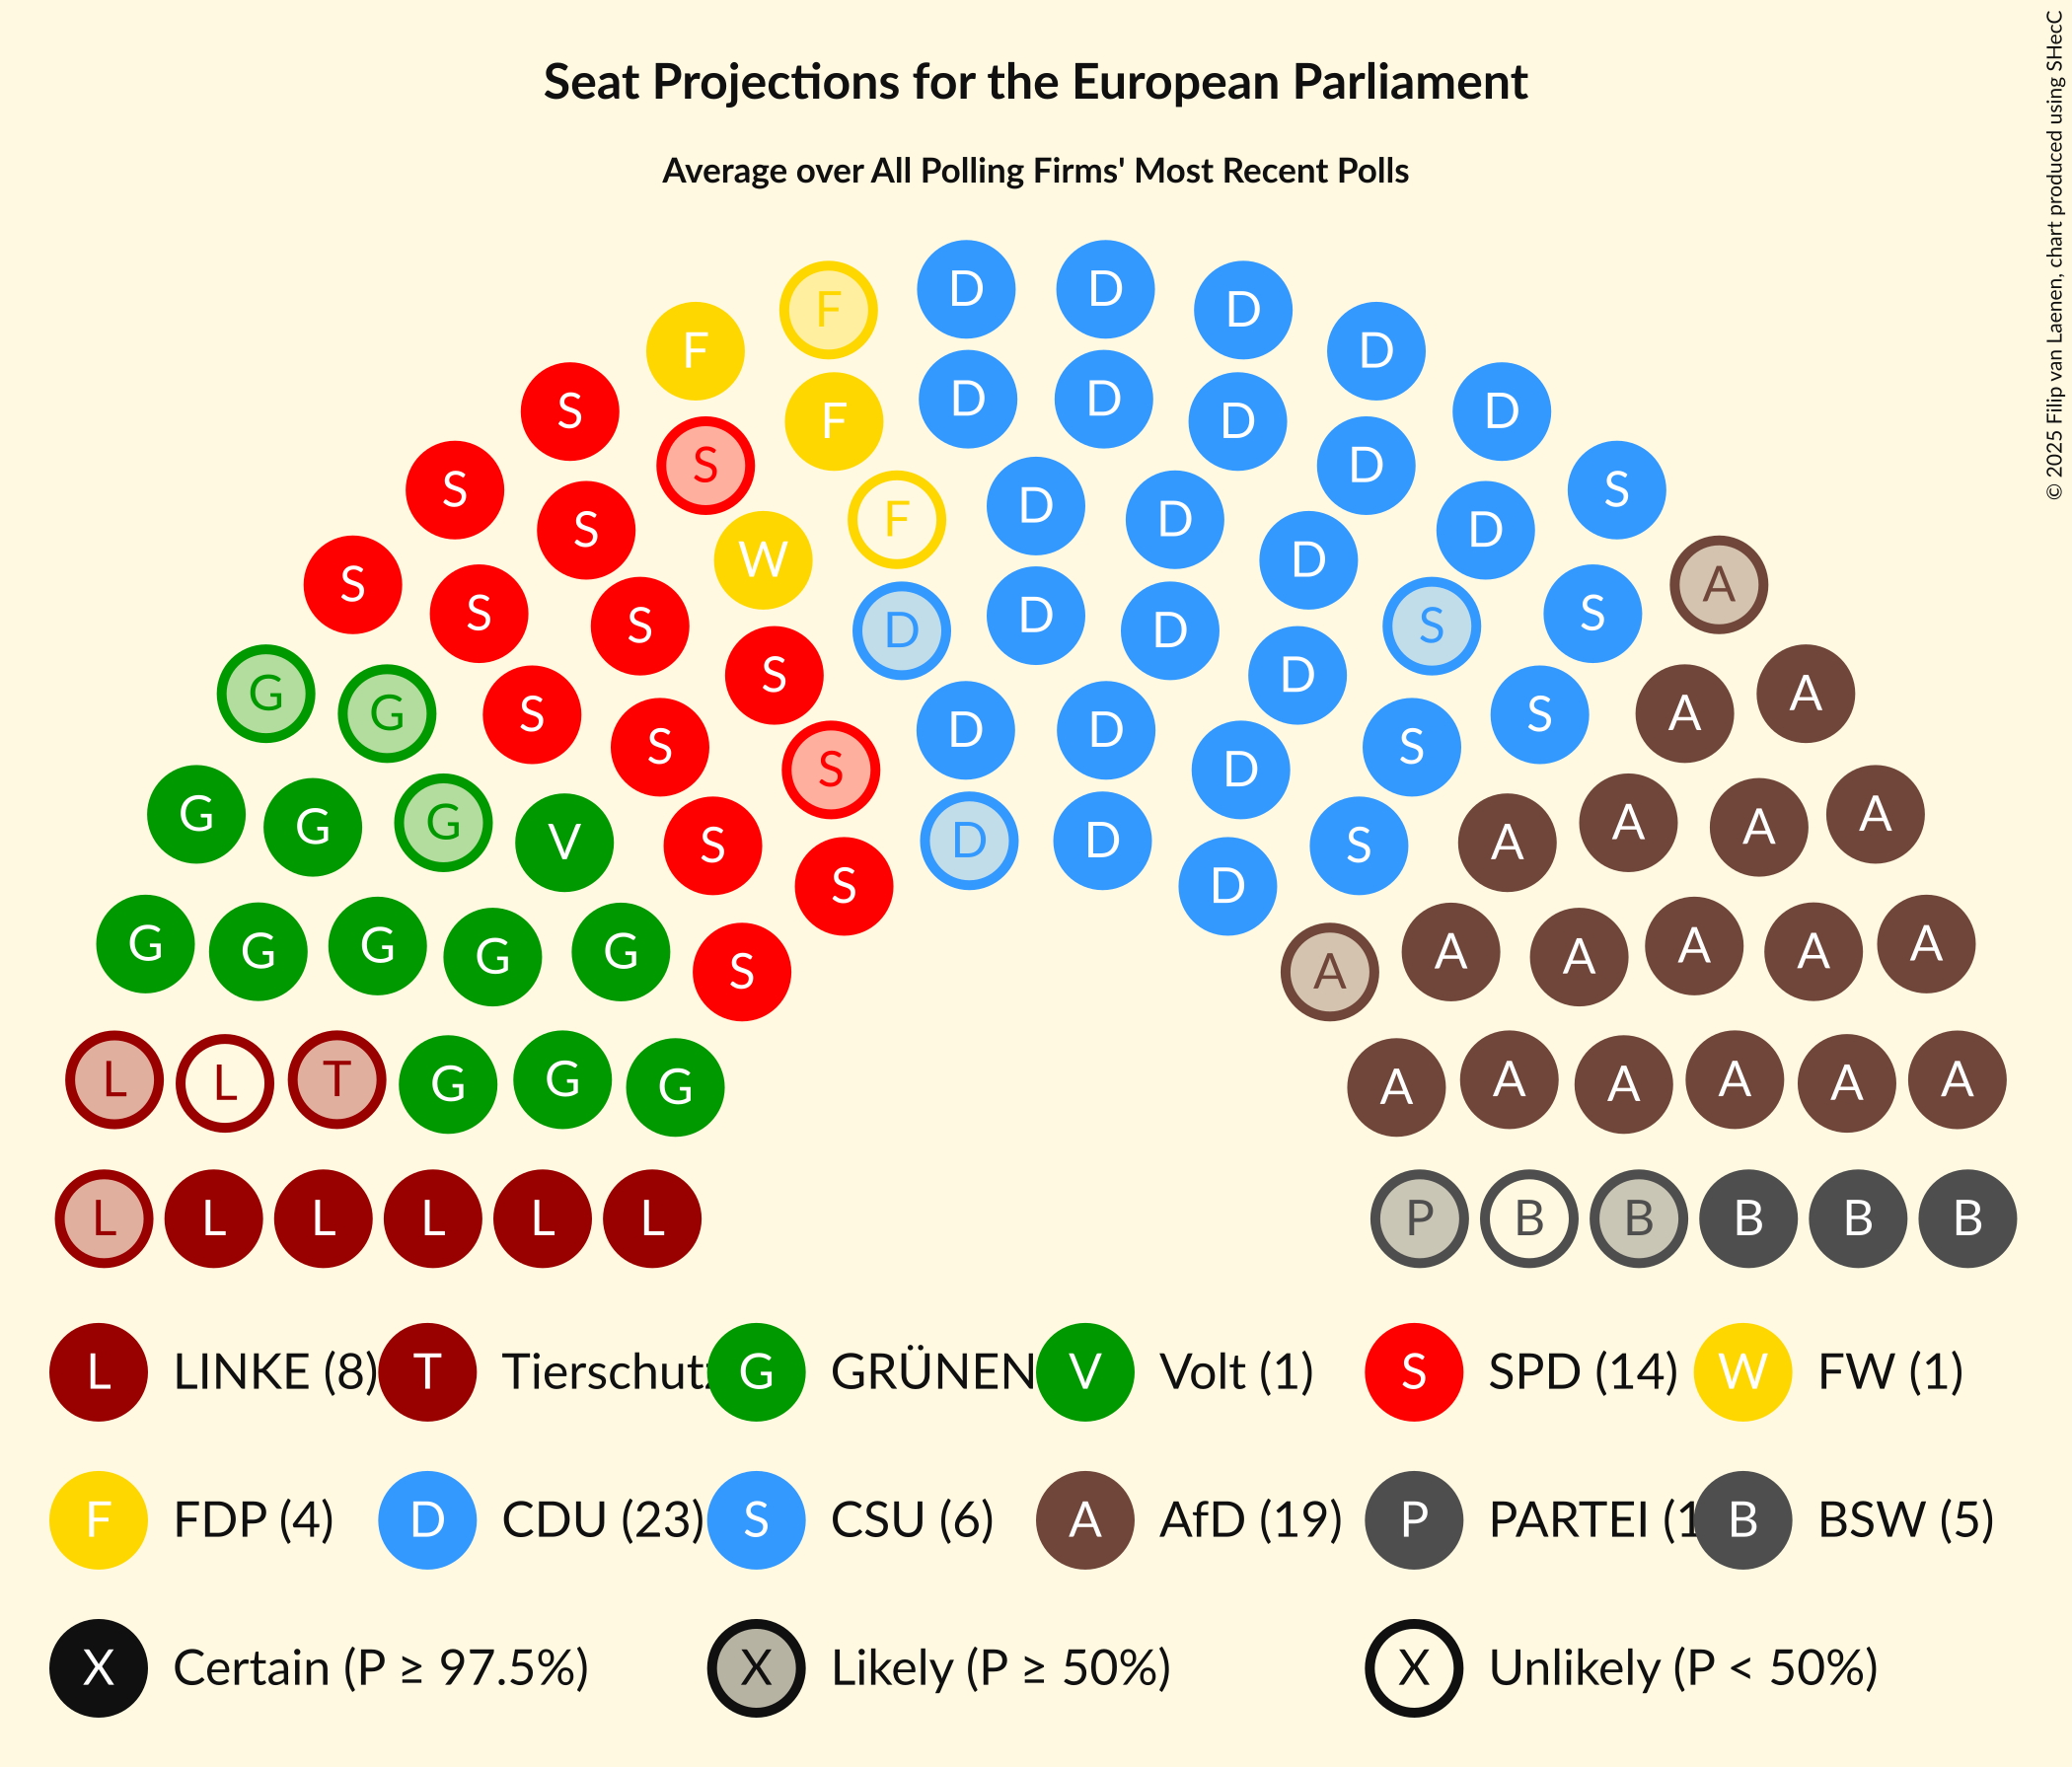 Seat Projections for the European Parliament
Average over All Polling Firms' Most Recent Polls
© 2025 Filip van Laenen, chart produced using SHecC
D D
F D
F D
D D
S D
F D
S D
S S
D
F D
S D
W D
S A
S S
D
S S
D D
S D
G A
G S S A
D D
S S
S D
G A
G A
G A
D D
V A
S S
S D
G G G G G S A A A A A A
L L T G G G A A A A A A
L L L L L L P B B B B B
L LINKE (8) T Tierschutz G GRÜNEN V Volt (1) S SPD (14) W FW (1)
F FDP (4) D CDU (23) S CSU (6) A AfD (19) P PARTEI (1 B BSW (5)
X Certain (P ≥ 97.5%) X Likely (P ≥ 50%) X Unlikely (P < 50%)